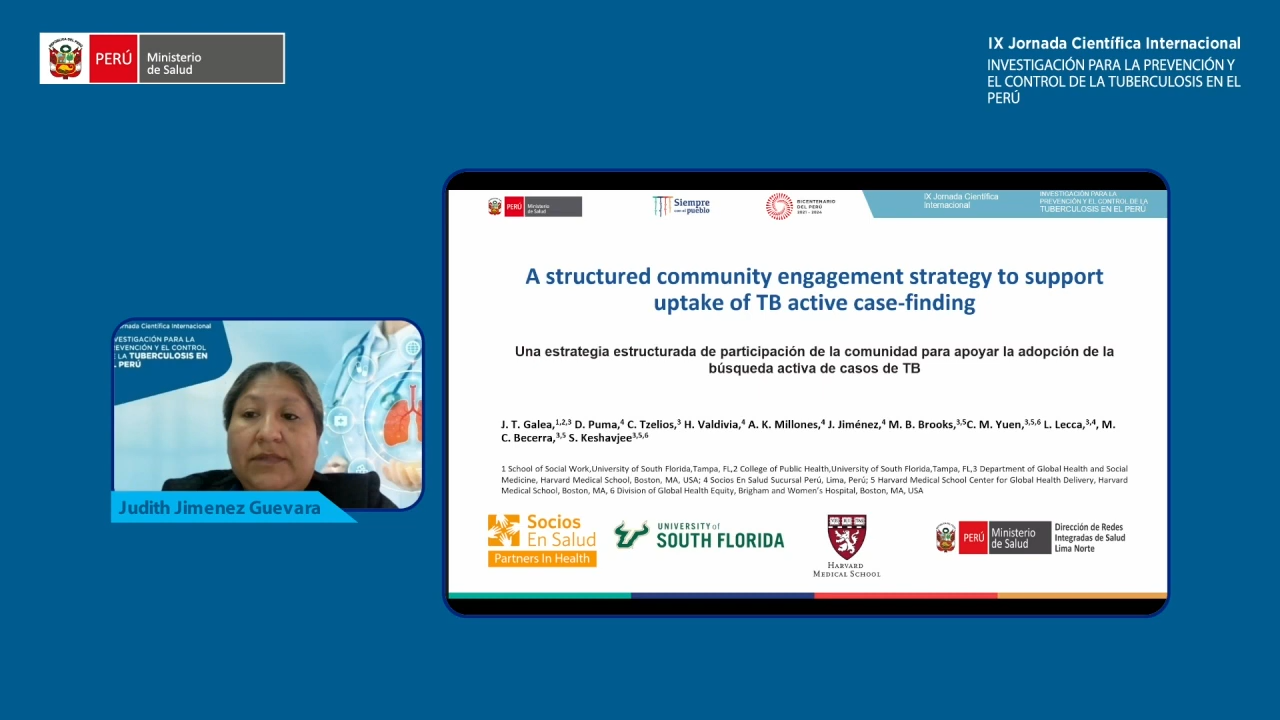 PERÚ
Ministerio
de Salud
IX Jornada Científica Internacional
INVESTIGACIÓN PARA LA PREVENCIÓN Y
EL CONTROL DE LA TUBERCULOSIS EN EL
PERÚ
PERÚ
Ministerio
de Salud
Siempre
con el pueblo
BICENTENARIO
DEL PERÚ
2021 - 2024
IX Jornada Científica
Internacional
INVESTIGACIÓN PARA LA
PREVENCIÓN Y EL CONTROL DE LA
TUBERCULOSIS EN EL PERÚ
A structured community engagement strategy to support
uptake of TB active case-finding
Una estrategia estructurada de participación de la comunidad para apoyar la adopción de la
búsqueda activa de casos de TB
J. T. Galea,1,2,3 D. Puma,4 C. Tzelios,3 H. Valdivia,4 A. K. Millones,4 J. Jiménez,4 M. B. Brooks,3,5C. M. Yuen,3,5,6 L. Lecca,3,4, M.
C. Becerra,3,5 S. Keshavjee3,5,6
1 School of Social Work,University of South Florida,Tampa, FL,2 College of Public Health,University of South Florida,Tampa, FL,3 Department of Global Health and Social
Medicine, Harvard Medical School, Boston, MA, USA; 4 Socios En Salud Sucursal Perú, Lima, Perú; 5 Harvard Medical School Center for Global Health Delivery, Harvard
Medical School, Boston, MA, 6 Division of Global Health Equity, Brigham and Women's Hospital, Boston, MA, USA
Socios
En Salud
Partners In Health
UNIVERSITY of
SOUTH FLORIDA
HARVARD
MEDICAL SCHOOL
PERÚ
Ministerio
de Salud
Dirección de Redes
Integradas de Salud
Lima Norte
rnada Científica Internacional
VESTIGACIÓN PARA LA
EVENCIÓN Y EL CONTROL
LA TUBERCULOSIS EN
PERÚ
Judith Jimenez Guevara